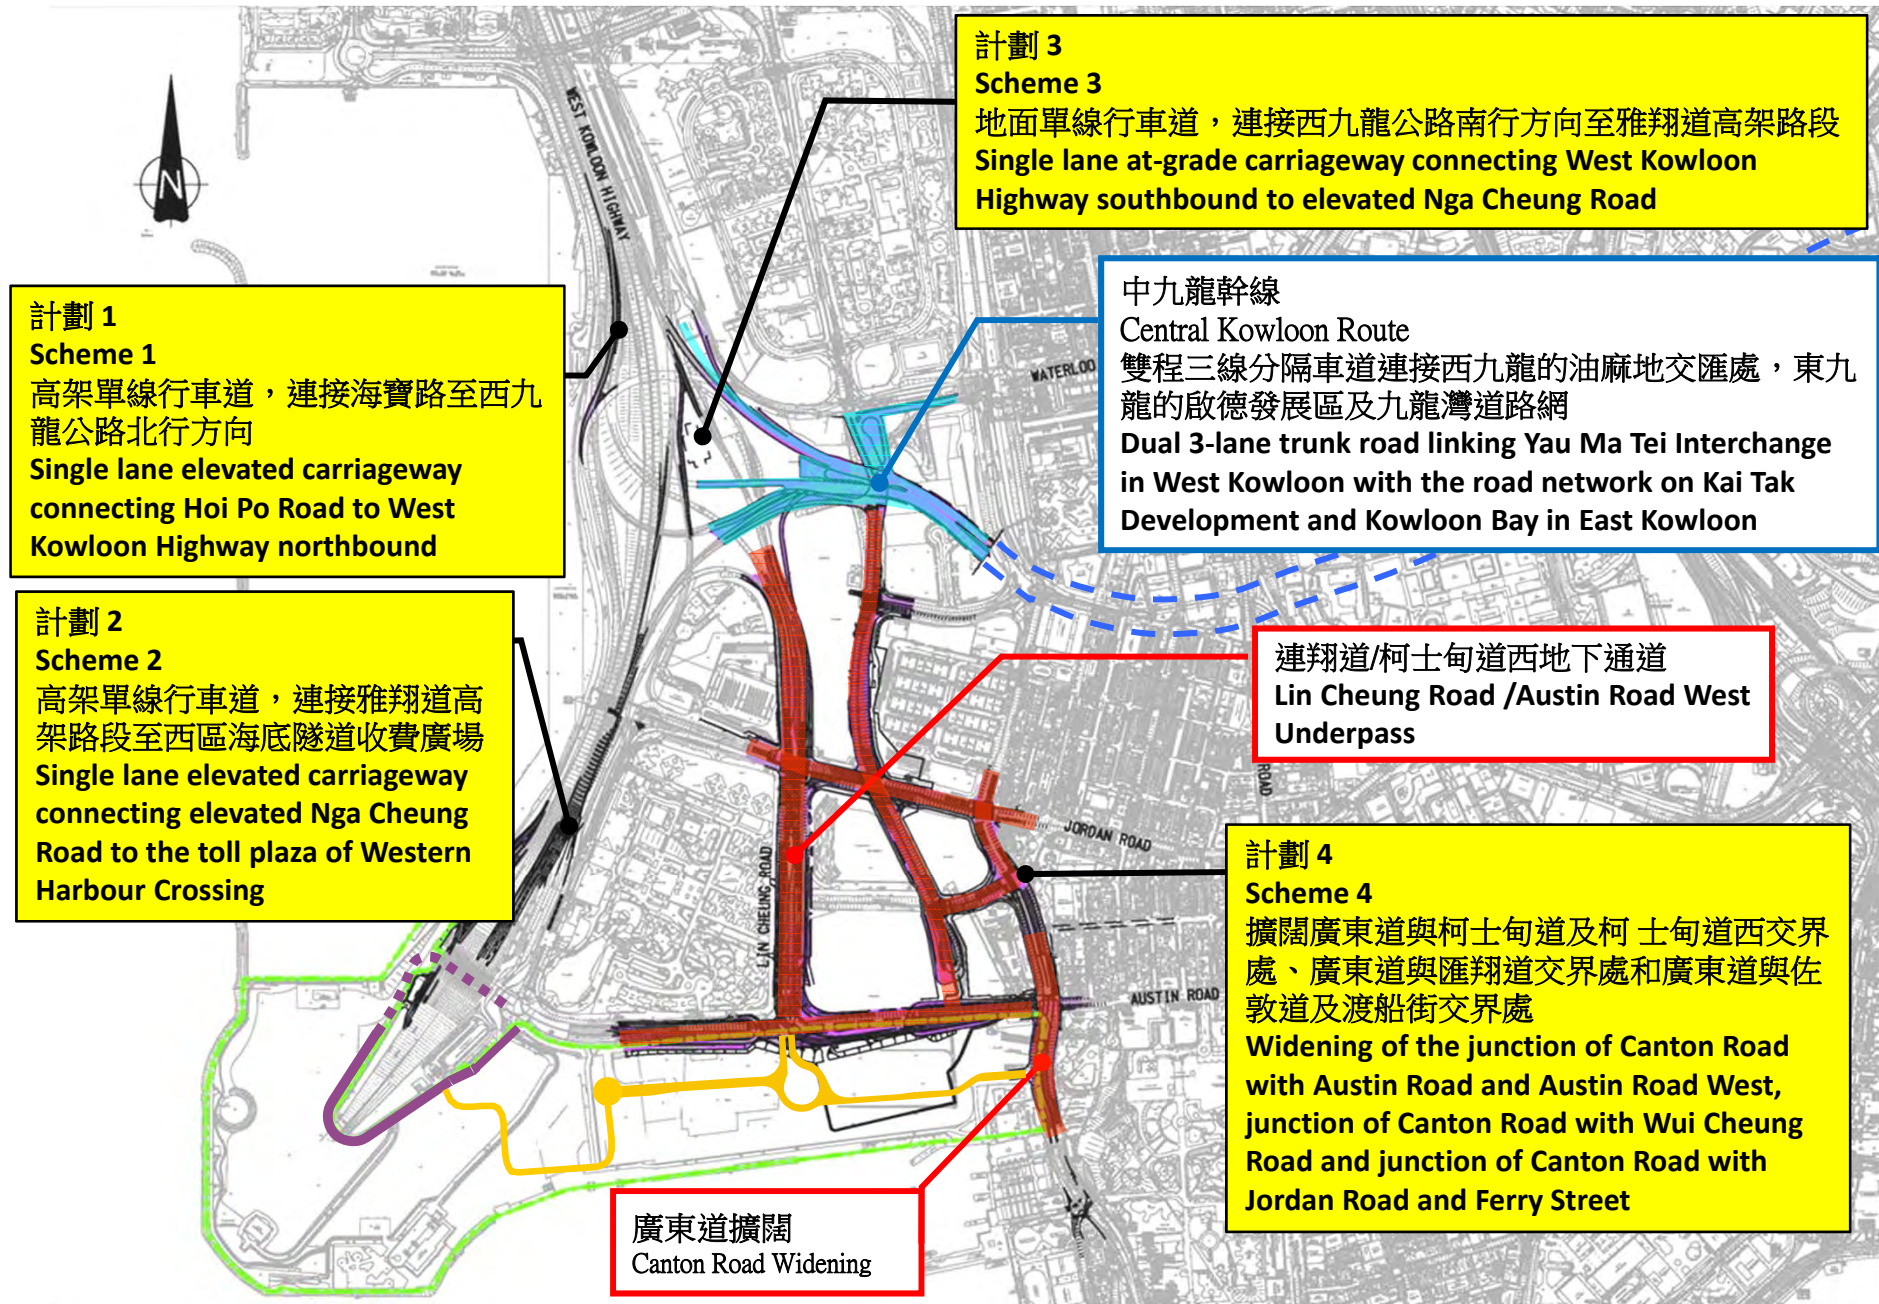 計劃 3
Scheme 3
地面單線行車道，連接西九龍公路南行方向至雅翔道高架路段
Single lane at-grade carriageway connecting West Kowloon
Highway southbound to elevated Nga Cheung Road
WEST KOWLOON HIGHWAY
N
計劃 1
Scheme 1
高架單線行車道，連接海寶路至西九
龍公路北行方向
Single lane elevated carriageway
connecting Hoi Po Road to West
Kowloon Highway northbound
中九龍幹線
Central Kowloon Route
雙程三線分隔車道連接西九龍的油麻地交匯處，東九
龍的啟德發展區及九龍灣道路網
Dual 3-lane trunk road linking Yau Ma Tei Interchange
in West Kowloon with the road network on Kai Tak
Development and Kowloon Bay in East Kowloon
WATERLOO
計劃 2
Scheme 2
高架單線行車道，連接雅翔道高
架路段至西區海底隧道收費廣場
Single lane elevated carriageway
connecting elevated Nga Cheung
Road to the toll plaza of Western
Harbour Crossing
連翔道/柯士甸道西地下通道
Lin Cheung Road /Austin Road West
Underpass
ROAD
JORDAN ROAD
LIN CHEUNG ROAD
AUSTIN ROAD
計劃 4
Scheme 4
擴闊廣東道與柯士甸道及柯 士甸道西交界
處、廣東道與匯翔道交界處和廣東道與佐
敦道及渡船街交界處
Widening of the junction of Canton Road
with Austin Road and Austin Road West,
junction of Canton Road with Wui Cheung
Road and junction of Canton Road with
Jordan Road and Ferry Street
廣東道擴闊
Canton Road Widening